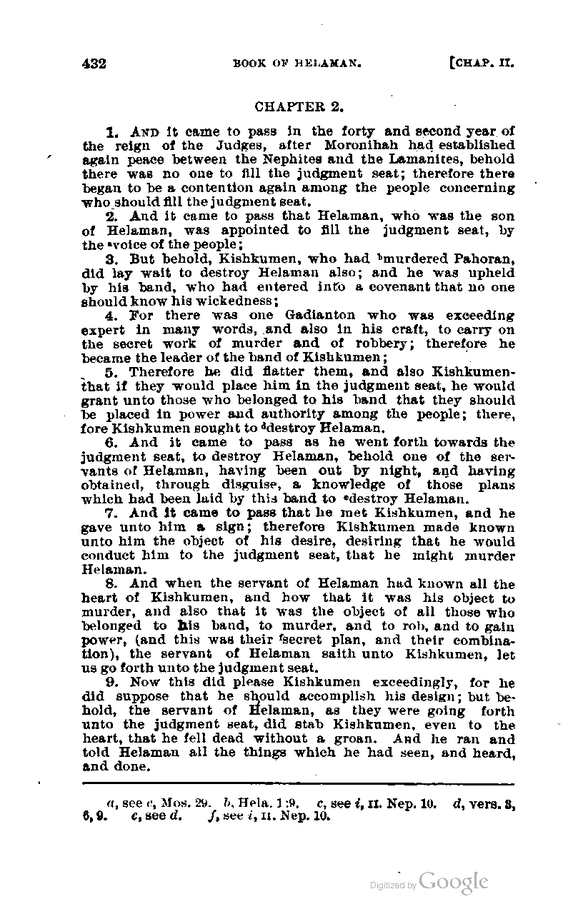 432 BOOK OF HELAMAN. [CHAP. II.
CHAPTER 2.
1. AND it came to pass in the forty and second year of
the reign of the Judges, after Moronihah had established
again peace between the Nephites and the Lamanites, behold
there was no one to fill the judgment seat; therefore there
began to be a contention again among the people concerning
who should fill the judgment seat.
2. And it came to pass that Helaman, who was the son
of Helaman, was appointed to fill the judgment seat, by
the ᵃvoice of the people;
3. But behold, Kishkumen, who had ᵇmurdered Pahoran,
did lay wait to destroy Helaman also; and he was upheld
by his band, who had entered into a covenant that no one
should know his wickedness;
4. For there was one Gadianton who was exceeding
expert in many words, and also in his craft, to carry on
the secret work of murder and of robbery; therefore he
became the leader of the band of Kishkumen;
5. Therefore he did flatter them, and also Kishkumen-
that if they would place him in the judgment seat, he would
grant unto those who belonged to his band that they should
be placed in power and authority among the people; there,
fore Kishkumen sought to ᵈdestroy Helaman.
6. And it came to pass as he went forth towards the
judgment seat, to destroy Helaman, behold one of the ser-
vants of Helaman, having been out by night, and having
obtained, through disguise, a knowledge of those plans
which had been laid by this band to ᵉdestroy Helaman.
7. And it came to pass that he met Kishkumen, and he
gave unto him a sign; therefore Kishkumen made known
unto him the object of his desire, desiring that he would
conduct him to the judgment seat, that he might murder
Helaman.
8. And when the servant of Helaman had known all the
heart of Kishkumen, and how that it was his object to
murder, and also that it was the object of all those who
belonged to his band, to murder, and to rob, and to gain
power, (and this was their ᶠsecret plan, and their combina-
tion), the servant of Helaman saith unto Kishkumen, let
us go forth unto the judgment seat.
9. Now this did please Kishkumen exceedingly, for he
did suppose that he should accomplish his design; but be-
hold, the servant of Helaman, as they were going forth
unto the judgment seat, did stab Kishkumen, even to the
heart, that he fell dead without a groan. And he ran and
told Helaman all the things which he had seen, and heard,
and done.
a, see c, Mos. 29. b, Hela. 1:9. c, see i, II. Nep. 10. d, vers. 8,
6, 9. e, see d. f, see i, II. Nep. 10.
Digitized by Google